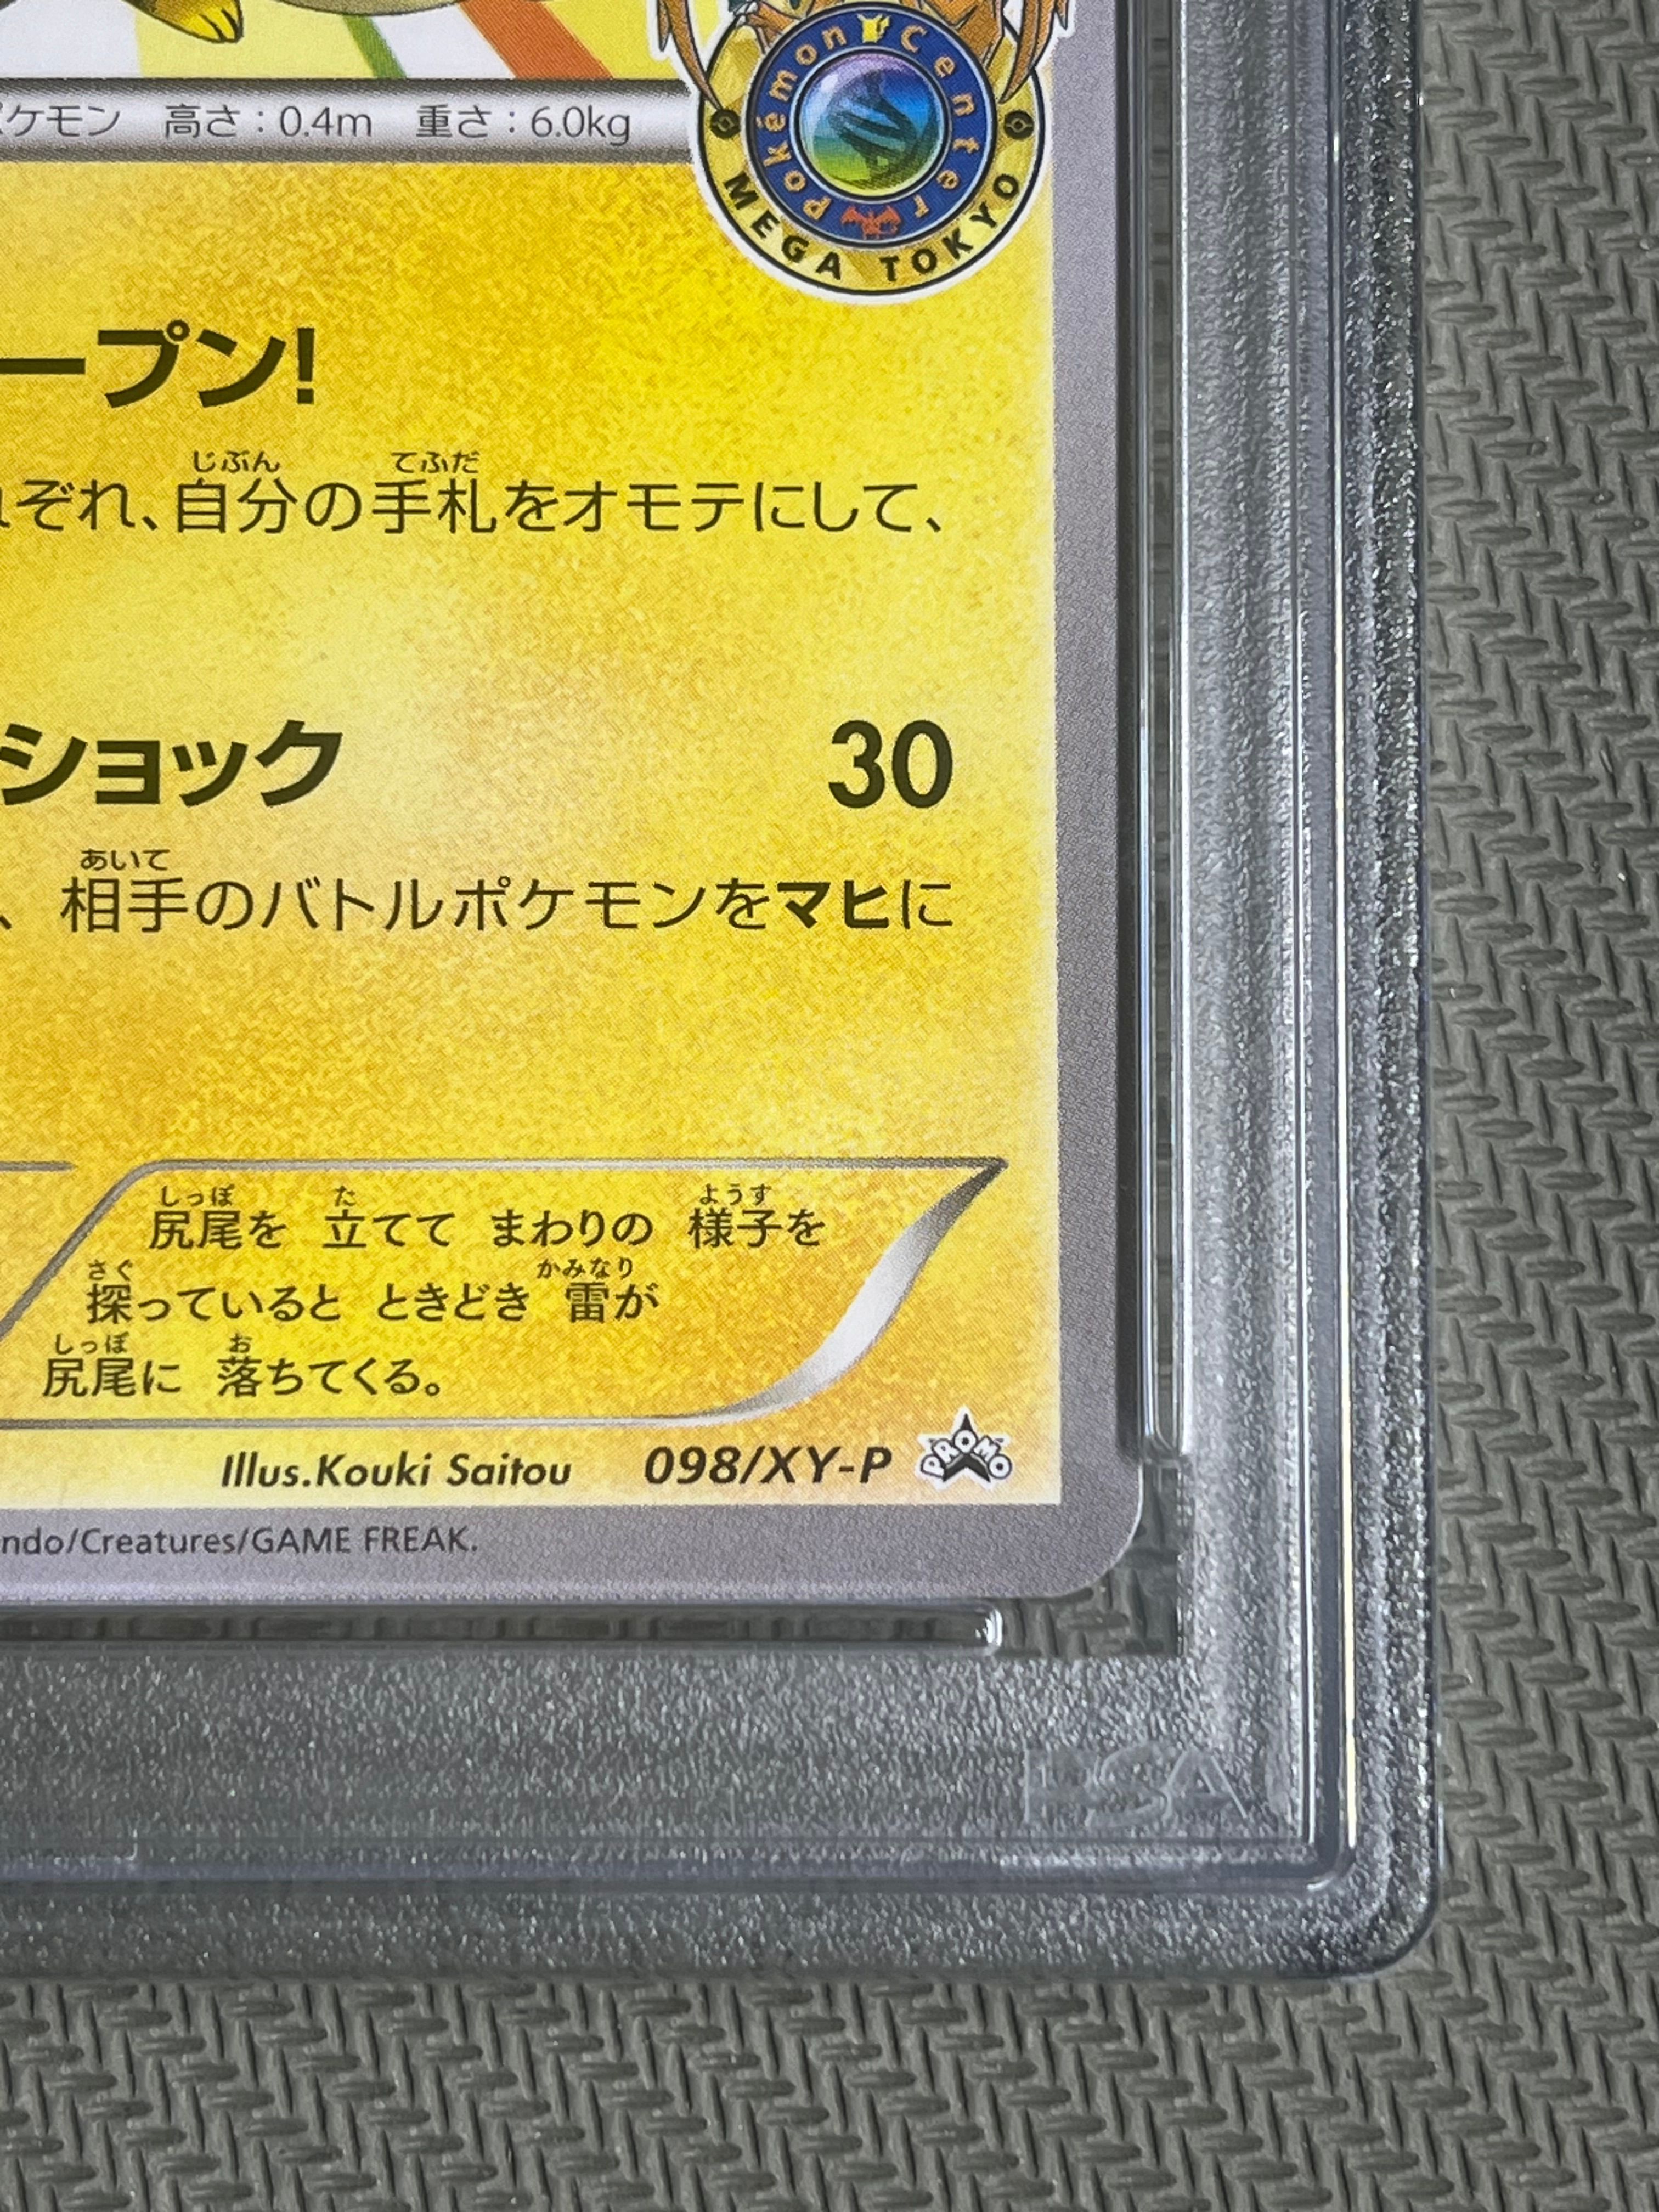 Pokémon Center
MEGA TOKYO
ポケモン 高さ:0.4m 重さ:6.0kg
ープン!
じぶん てふだ
れぞれ、自分の手札をオモテにして、
ショック 30
あいて
、相手のバトルポケモンをマヒに
しっぽ た ようす
尻尾を 立てて まわりの 様子を
さぐ かみなり
探っていると ときどき 雷が
しっぽ お
尻尾に 落ちてくる。
Illus.Kouki Saitou 098/XY-P PROMO
ndo/Creatures/GAME FREAK.
PSA